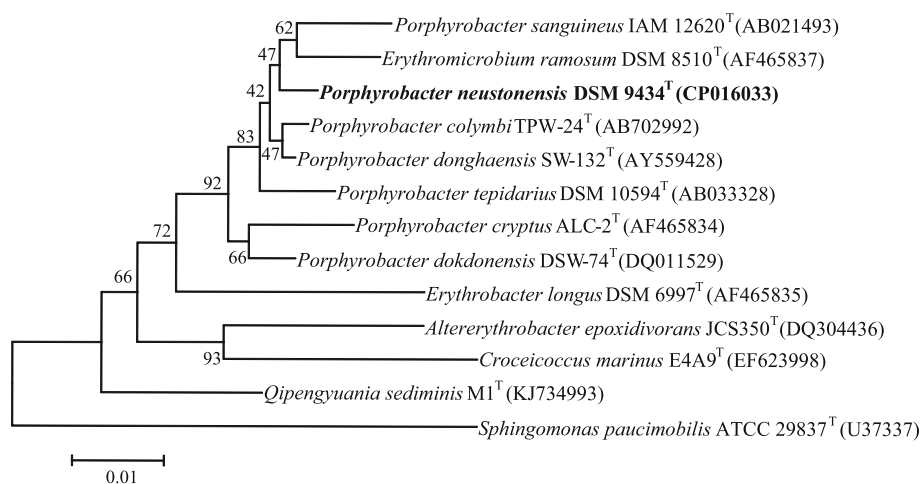 62
Porphyrobacter sanguineus IAM 12620T (AB021493)
47
Erythromicrobium ramosum DSM 8510T (AF465837)
42
Porphyrobacter neustonensis DSM 9434T (CP016033)
83
Porphyrobacter colymbi TPW-24T (AB702992)
47
Porphyrobacter donghaensis SW-132T (AY559428)
92
Porphyrobacter tepidarius DSM 10594T (AB033328)
72
Porphyrobacter cryptus ALC-2T (AF465834)
66
Porphyrobacter dokdonensis DSW-74T (DQ011529)
66
Erythrobacter longus DSM 6997T (AF465835)
Altererythrobacter epoxidivorans JCS350T (DQ304436)
93
Croceicoccus marinus E4A9T (EF623998)
Qipengyuania sediminis M1T (KJ734993)
Sphingomonas paucimobilis ATCC 29837T (U37337)
0.01